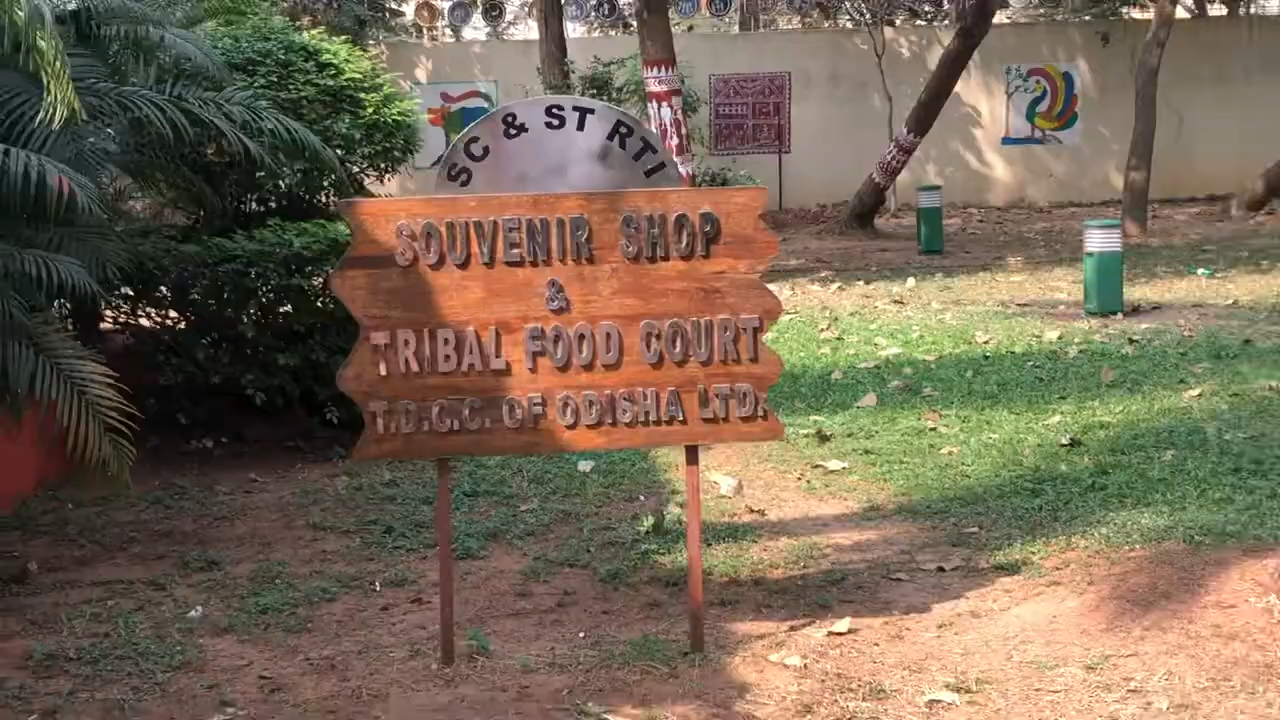 SC & ST RTI
SOUVENIR SHOP
&
TRIBAL FOOD COURT
T.D.C.C. OF ODISHA LTD.